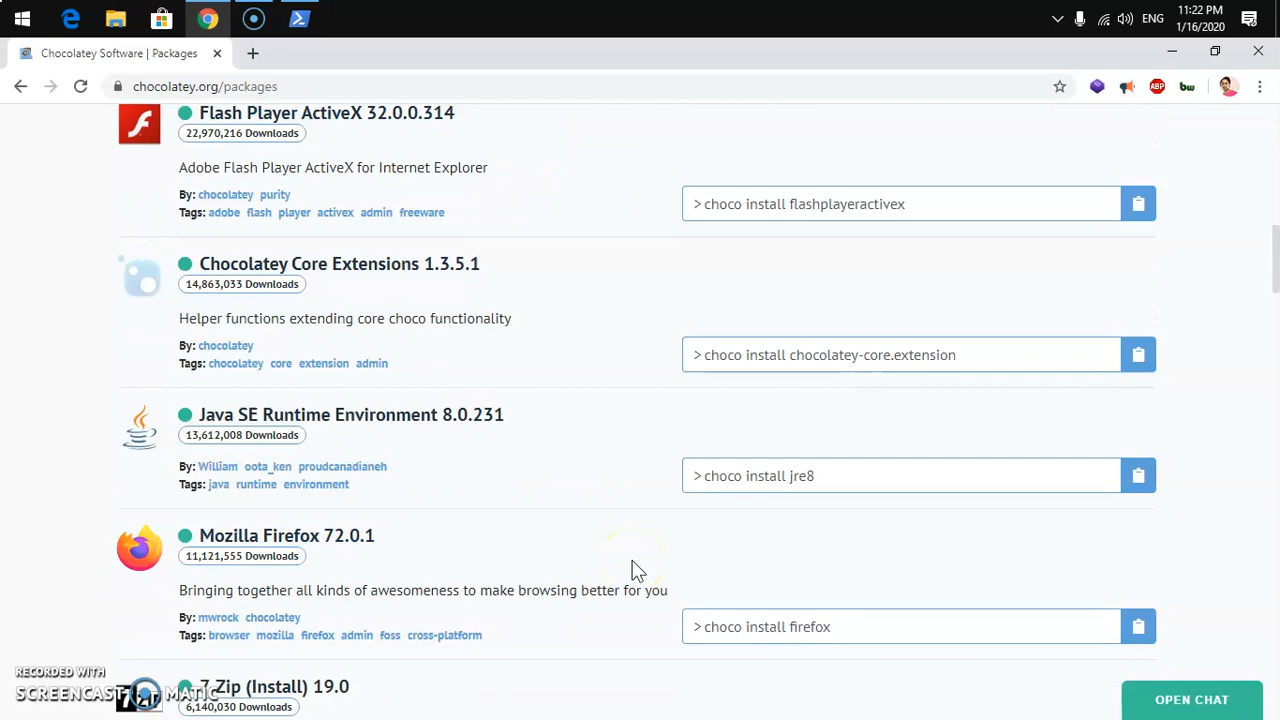 11:22 PM
ENG
1/16/2020
Chocolatey Software | Packages
chocolatey.org/packages
ABP
bw
Flash Player ActiveX 32.0.0.314
22,970,216 Downloads
Adobe Flash Player ActiveX for Internet Explorer
By: chocolatey purity
Tags: adobe flash player activex admin freeware
> choco install flashplayeractivex
Chocolatey Core Extensions 1.3.5.1
14,863,033 Downloads
Helper functions extending core choco functionality
By: chocolatey
Tags: chocolatey core extension admin
> choco install chocolatey-core.extension
Java SE Runtime Environment 8.0.231
13,612,008 Downloads
By: William oota_ken proudcanadianeh
Tags: java runtime environment
> choco install jre8
Mozilla Firefox 72.0.1
11,121,555 Downloads
Bringing together all kinds of awesomeness to make browsing better for you
By: mwrock chocolatey
Tags: browser mozilla firefox admin foss cross-platform
> choco install firefox
RECORDED WITH
SCREENCAST MATIC
7-Zip (Install) 19.0
6,140,030 Downloads
OPEN CHAT